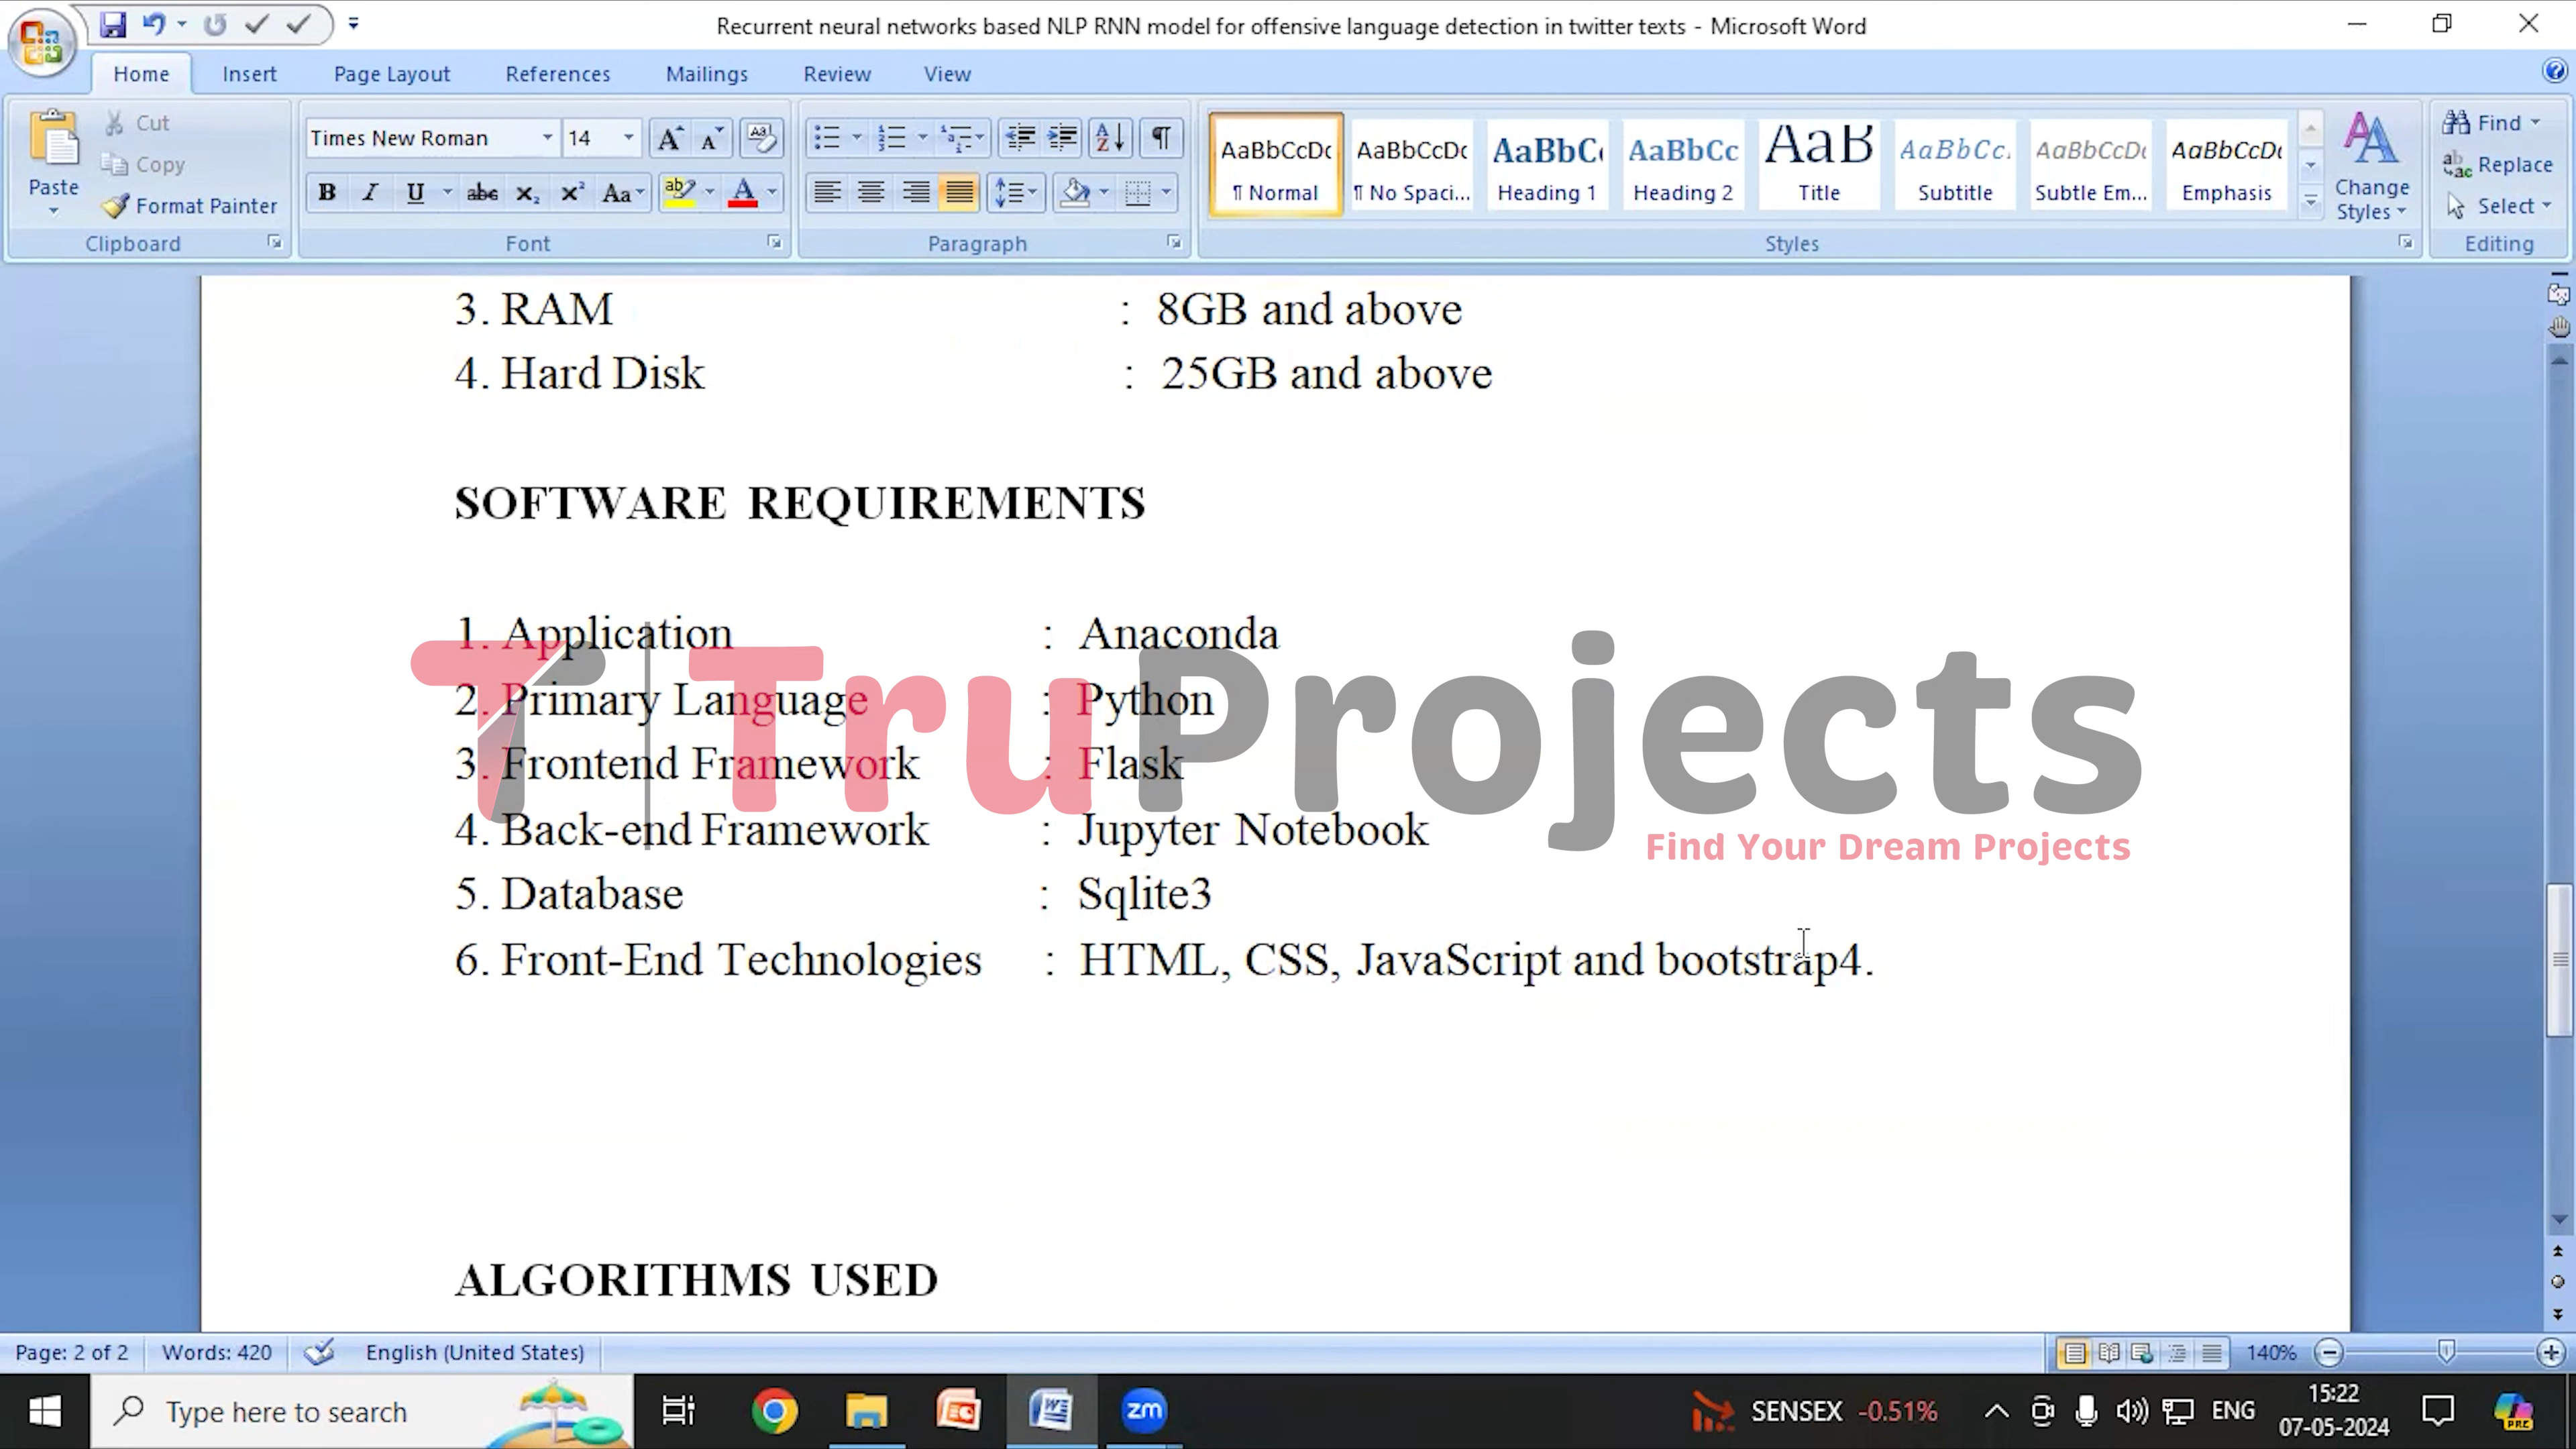 Recurrent neural networks based NLP RNN model for offensive language detection in twitter texts - Microsoft Word
Home Insert Page Layout References Mailings Review View
Paste
Cut
Copy
Format Painter
Clipboard
Times New Roman 14
Font
Paragraph
AaBbCcDc AaBbCcDc AaBbC AaBbCc AaB AaBbCc. AaBbCcDc AaBbCcDc
¶ Normal ¶ No Spaci... Heading 1 Heading 2 Title Subtitle Subtle Em... Emphasis
Change Styles
Styles
Find
Replace
Select
Editing
3. RAM : 8GB and above
4. Hard Disk : 25GB and above
SOFTWARE REQUIREMENTS
1. Application : Anaconda
2. Primary Language : Python
3. Frontend Framework : Flask
4. Back-end Framework : Jupyter Notebook
5. Database : Sqlite3
6. Front-End Technologies : HTML, CSS, JavaScript and bootstrap4.
TruProjects
Find Your Dream Projects
ALGORITHMS USED
Page: 2 of 2 Words: 420 English (United States) 140%
Type here to search
zm
SENSEX -0.51% ENG
15:22
07-05-2024
PRE